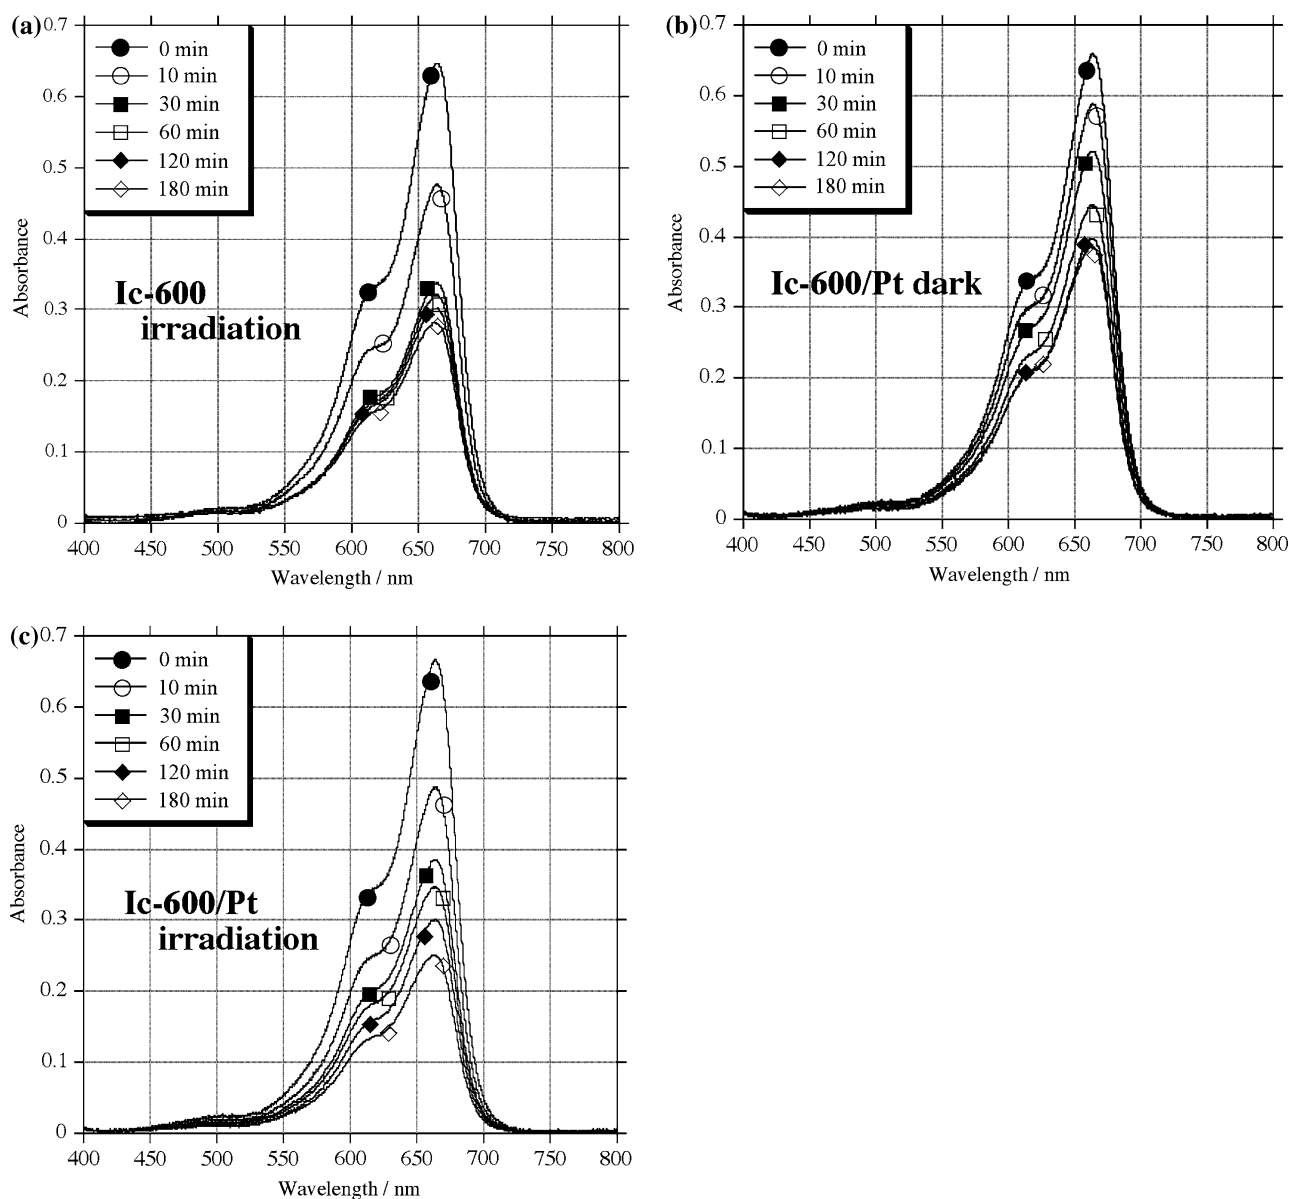 (a)
0.7
0.6
0.5
0.4
0.3
0.2
0.1
0
Absorbance
0 min
10 min
30 min
60 min
120 min
180 min
Ic-600
irradiation
400 450 500 550 600 650 700 750 800
Wavelength / nm
(b)
0.7
0.6
0.5
0.4
0.3
0.2
0.1
0
Absorbance
0 min
10 min
30 min
60 min
120 min
180 min
Ic-600/Pt dark
400 450 500 550 600 650 700 750 800
Wavelength / nm
(c)
0.7
0.6
0.5
0.4
0.3
0.2
0.1
0
Absorbance
0 min
10 min
30 min
60 min
120 min
180 min
Ic-600/Pt
irradiation
400 450 500 550 600 650 700 750 800
Wavelength / nm